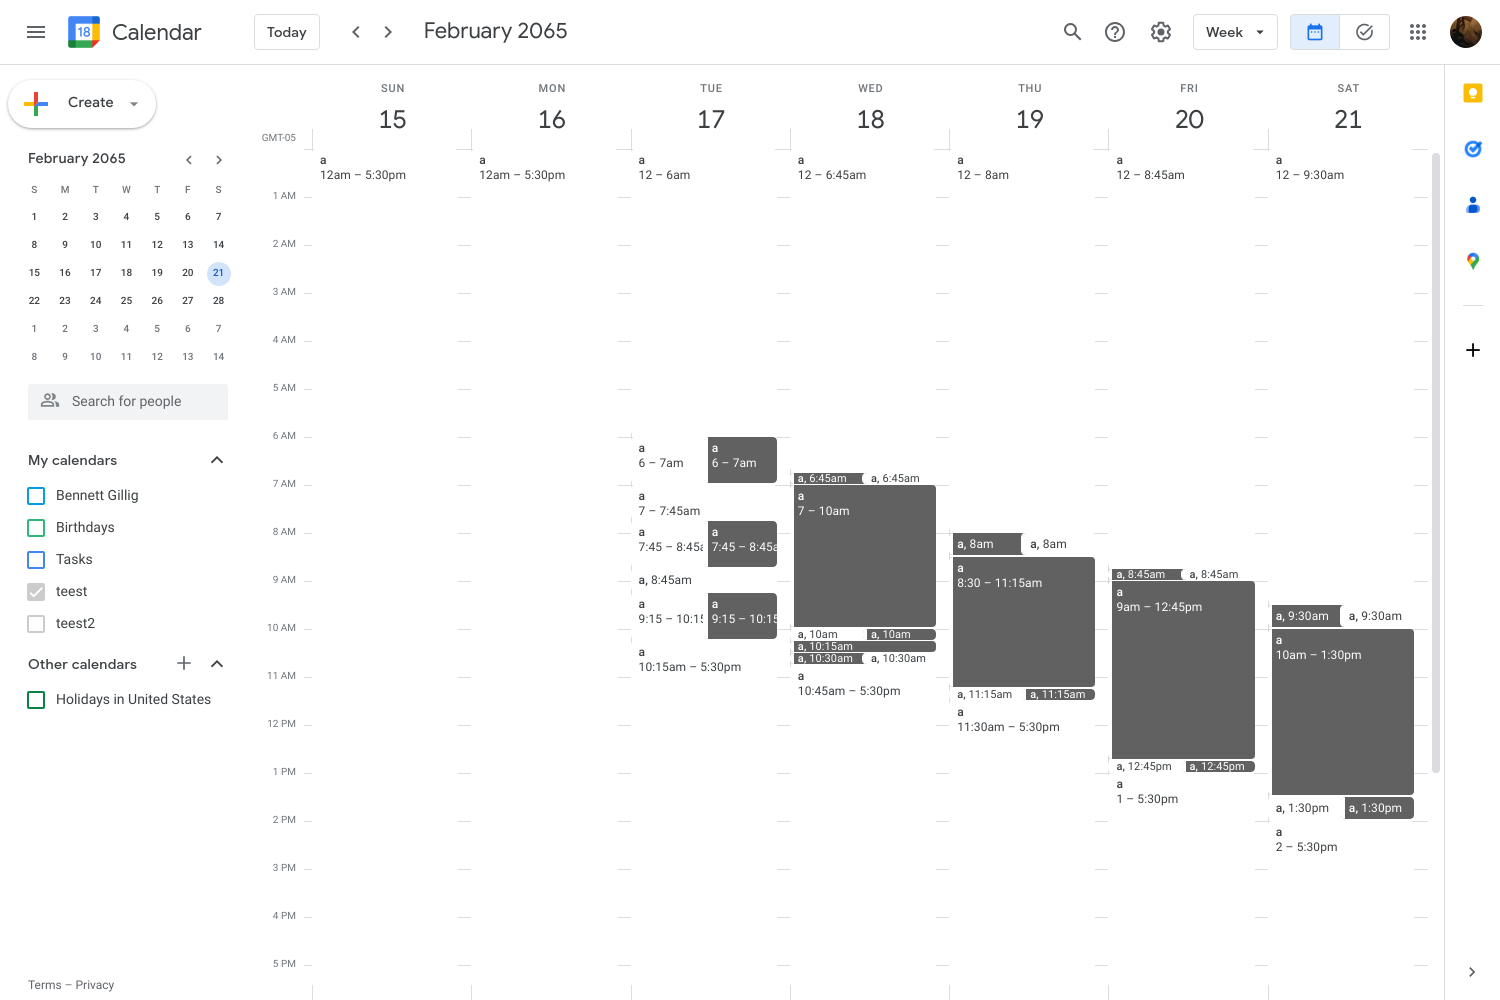 18 Calendar Today February 2065 Week
Create
February 2065
S M T W T F S
1 2 3 4 5 6 7
8 9 10 11 12 13 14
15 16 17 18 19 20 21
22 23 24 25 26 27 28
1 2 3 4 5 6 7
8 9 10 11 12 13 14
Search for people
My calendars
Bennett Gillig
Birthdays
Tasks
teest
teest2
Other calendars
Holidays in United States
Terms – Privacy
SUN MON TUE WED THU FRI SAT
15 16 17 18 19 20 21
GMT-05
1 AM
2 AM
3 AM
4 AM
5 AM
6 AM
7 AM
8 AM
9 AM
10 AM
11 AM
12 PM
1 PM
2 PM
3 PM
4 PM
5 PM
a
12am – 5:30pm
a
12am – 5:30pm
a
12 – 6am
a
6 – 7am
a
6 – 7am
a
7 – 7:45am
a
7:45 – 8:45a
a
7:45 – 8:45a
a, 8:45am
a
9:15 – 10:15
a
9:15 – 10:15
a
10:15am – 5:30pm
a
12 – 6:45am
a, 6:45am
a, 6:45am
a
7 – 10am
a, 10am
a, 10am
a, 10:15am
a, 10:30am
a, 10:30am
a
10:45am – 5:30pm
a
12 – 8am
a, 8am
a, 8am
a
8:30 – 11:15am
a, 11:15am
a, 11:15am
a
11:30am – 5:30pm
a
12 – 8:45am
a, 8:45am
a, 8:45am
a
9am – 12:45pm
a, 12:45pm
a, 12:45pm
a
1 – 5:30pm
a
12 – 9:30am
a, 9:30am
a, 9:30am
a
10am – 1:30pm
a, 1:30pm
a, 1:30pm
a
2 – 5:30pm